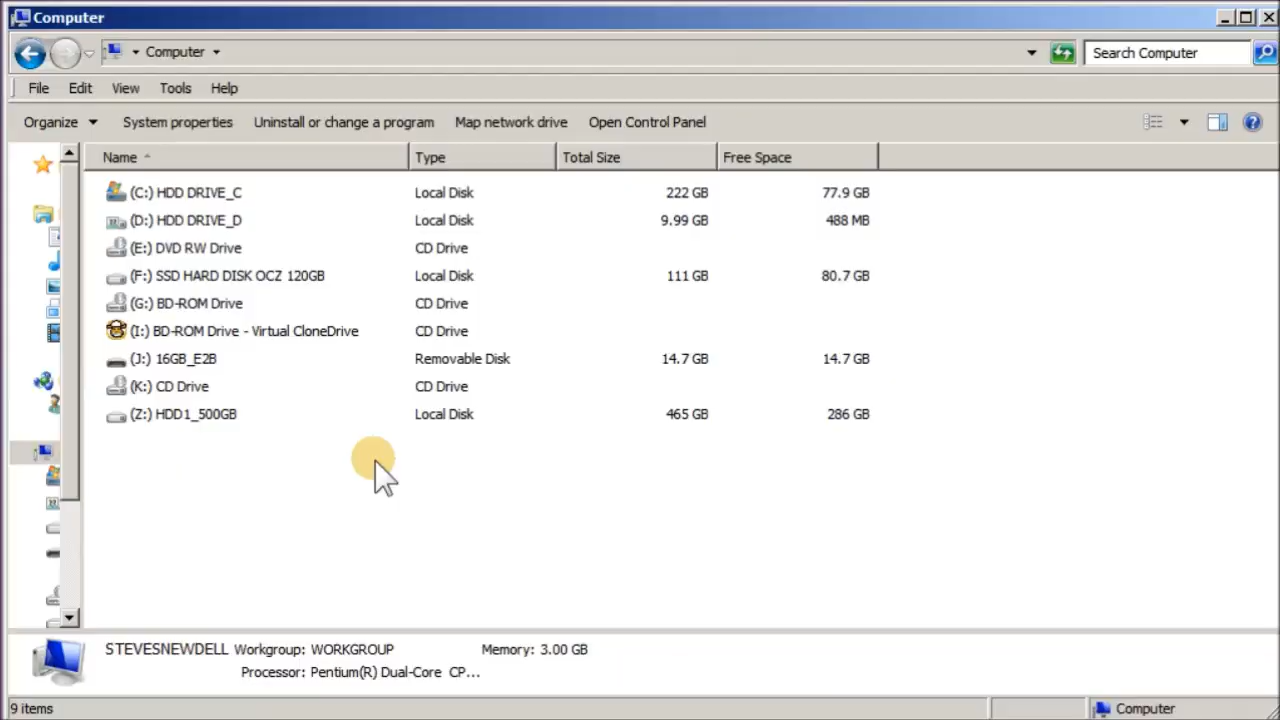 Computer
Computer
Search Computer
File Edit View Tools Help
Organize System properties Uninstall or change a program Map network drive Open Control Panel
Name Type Total Size Free Space
(C:) HDD DRIVE_C Local Disk 222 GB 77.9 GB
(D:) HDD DRIVE_D Local Disk 9.99 GB 488 MB
(E:) DVD RW Drive CD Drive
(F:) SSD HARD DISK OCZ 120GB Local Disk 111 GB 80.7 GB
(G:) BD-ROM Drive CD Drive
(I:) BD-ROM Drive - Virtual CloneDrive CD Drive
(J:) 16GB_E2B Removable Disk 14.7 GB 14.7 GB
(K:) CD Drive CD Drive
(Z:) HDD1_500GB Local Disk 465 GB 286 GB
STEVESNEWDELL Workgroup: WORKGROUP Memory: 3.00 GB
Processor: Pentium(R) Dual-Core CP...
9 items Computer